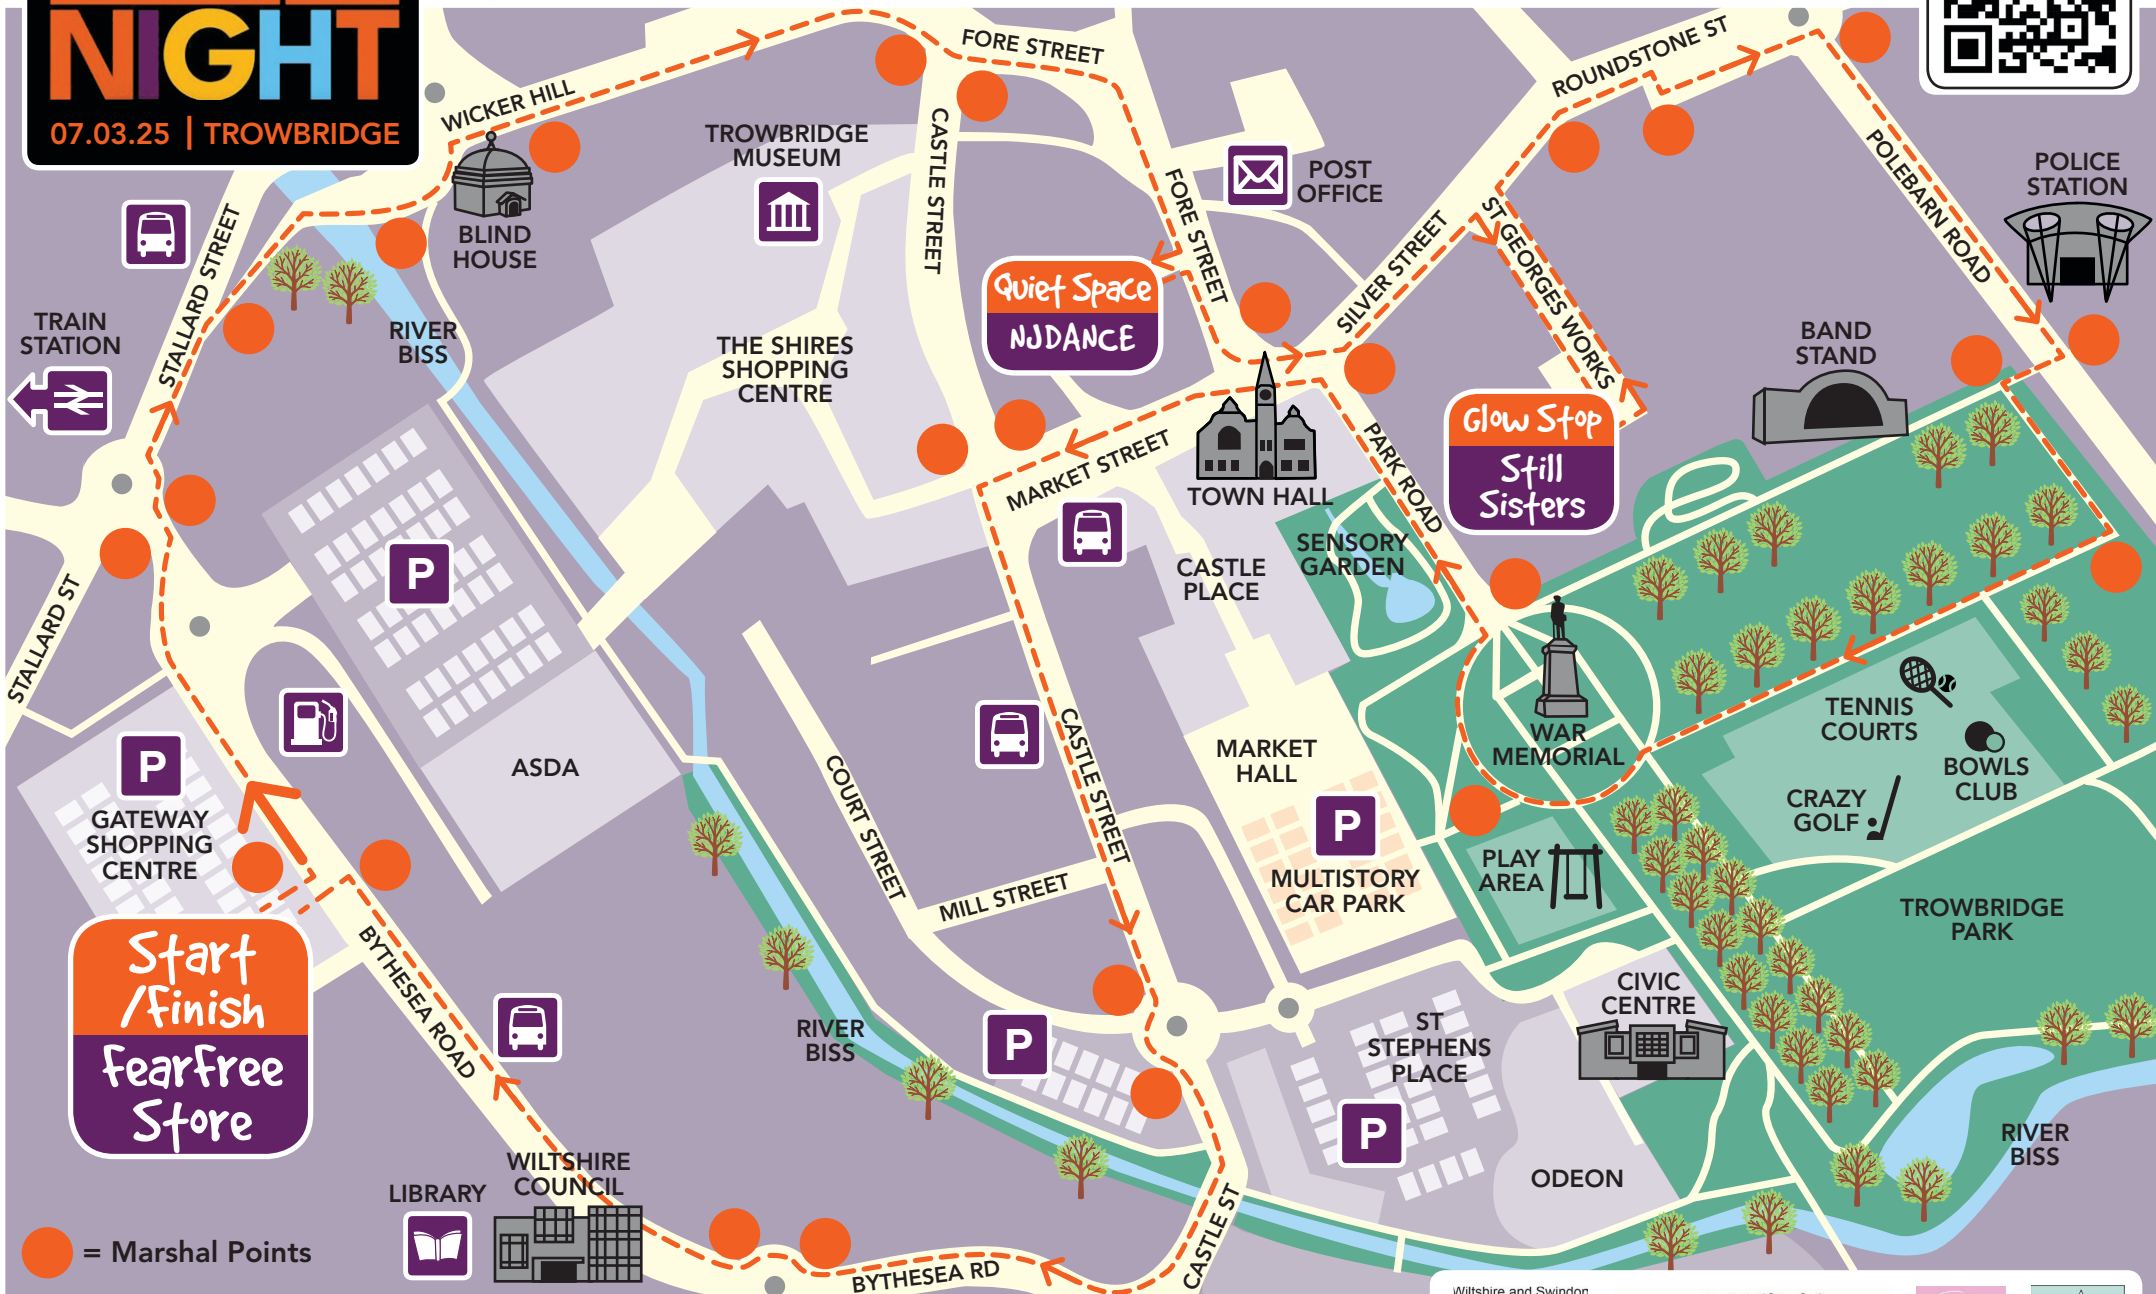 NIGHT
07.03.25 | TROWBRIDGE
WICKER HILL
FORE STREET
ROUNDSTONE ST
POLEBARN ROAD
POLICE
STATION
TROWBRIDGE
MUSEUM
CASTLE STREET
FORE STREET
POST
OFFICE
BLIND
HOUSE
STALLARD STREET
TRAIN
STATION
RIVER
BISS
THE SHIRES
SHOPPING
CENTRE
Quiet Space
NJDANCE
SILVER STREET
ST GEORGES WORKS
BAND
STAND
Glow Stop
Still
Sisters
MARKET STREET
TOWN HALL
PARK ROAD
SENSORY
GARDEN
CASTLE
PLACE
P
STALLARD ST
WAR
MEMORIAL
TENNIS
COURTS
BOWLS
CLUB
CRAZY
GOLF
P
GATEWAY
SHOPPING
CENTRE
ASDA
COURT STREET
CASTLE STREET
MARKET
HALL
P
MULTISTORY
CAR PARK
PLAY
AREA
MILL STREET
TROWBRIDGE
PARK
Start
/Finish
FearFree
Store
BYTHESEA ROAD
RIVER
BISS
P
ST
STEPHENS
PLACE
P
CIVIC
CENTRE
RIVER
BISS
ODEON
LIBRARY
WILTSHIRE
COUNCIL
= Marshal Points
BYTHESEA RD
CASTLE ST
Wiltshire and Swindon